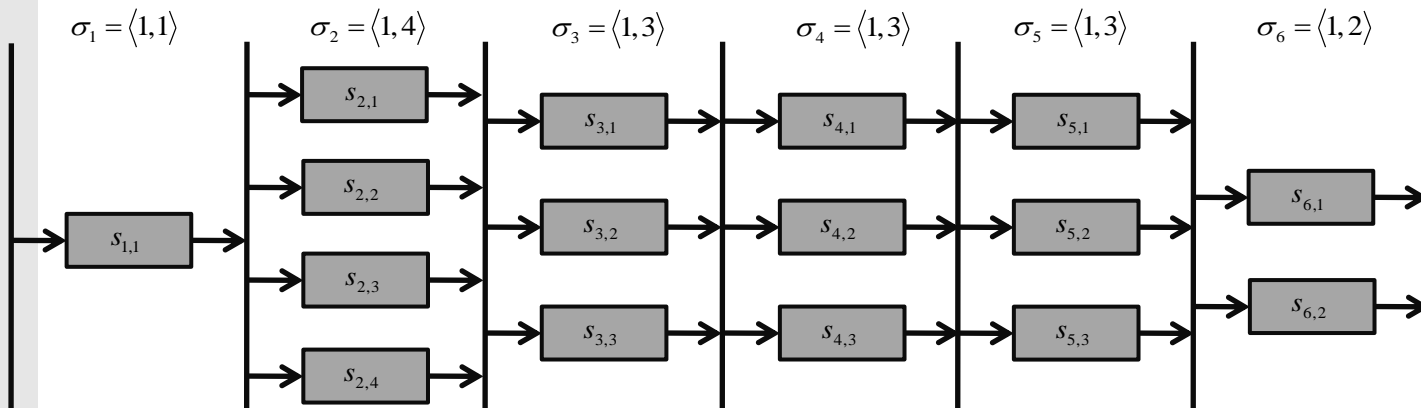 σ₁ = ⟨1,1⟩ σ₂ = ⟨1,4⟩ σ₃ = ⟨1,3⟩ σ₄ = ⟨1,3⟩ σ₅ = ⟨1,3⟩ σ₆ = ⟨1,2⟩
s₂,₁
s₃,₁ s₄,₁ s₅,₁
s₂,₂
s₆,₁
s₃,₂ s₄,₂ s₅,₂
s₁,₁
s₂,₃
s₆,₂
s₃,₃ s₄,₃ s₅,₃
s₂,₄